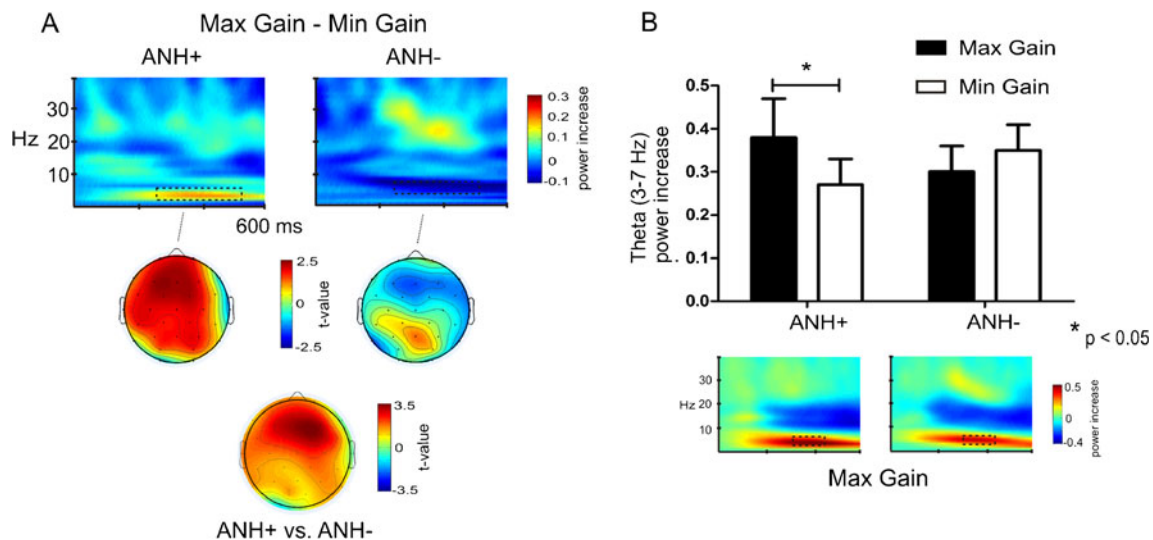 A
Max Gain - Min Gain
ANH+
ANH-
30
Hz
20
10
0.3
0.2
0.1
0
-0.1
power increase
600 ms
2.5
0
-2.5
t-value
3.5
0
-3.5
t-value
ANH+ vs. ANH-
B
Max Gain
Min Gain
*
0.5
0.4
0.3
0.2
0.1
0.0
Theta (3-7 Hz)
power increase
ANH+
ANH-
* p < 0.05
30
Hz 20
10
0.5
0
-0.4
power increase
Max Gain